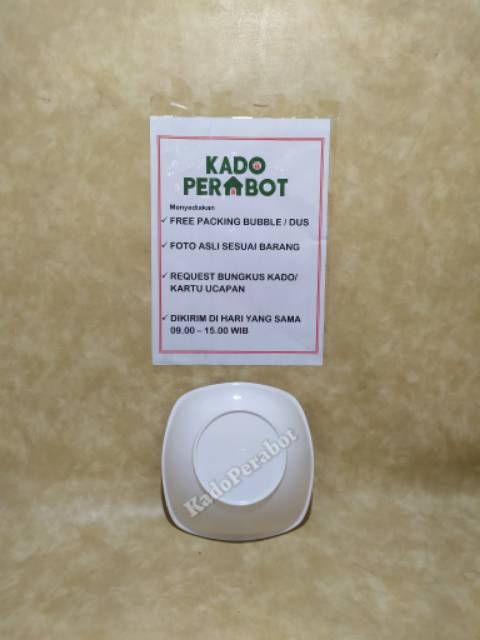 KADO
PERABOT
Menyediakan
✓ FREE PACKING BUBBLE / DUS
✓ FOTO ASLI SESUAI BARANG
✓ REQUEST BUNGKUS KADO/
KARTU UCAPAN
✓ DIKIRIM DI HARI YANG SAMA
09.00 – 15.00 WIB
KadoPerabot